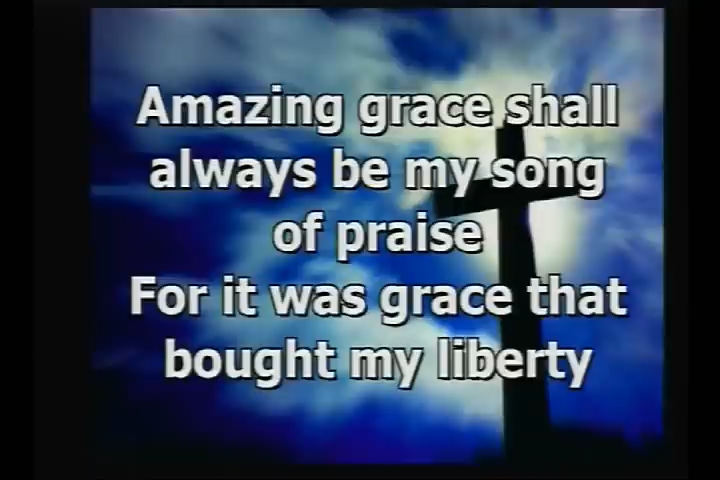 Amazing grace shall
always be my song
of praise
For it was grace that
bought my liberty